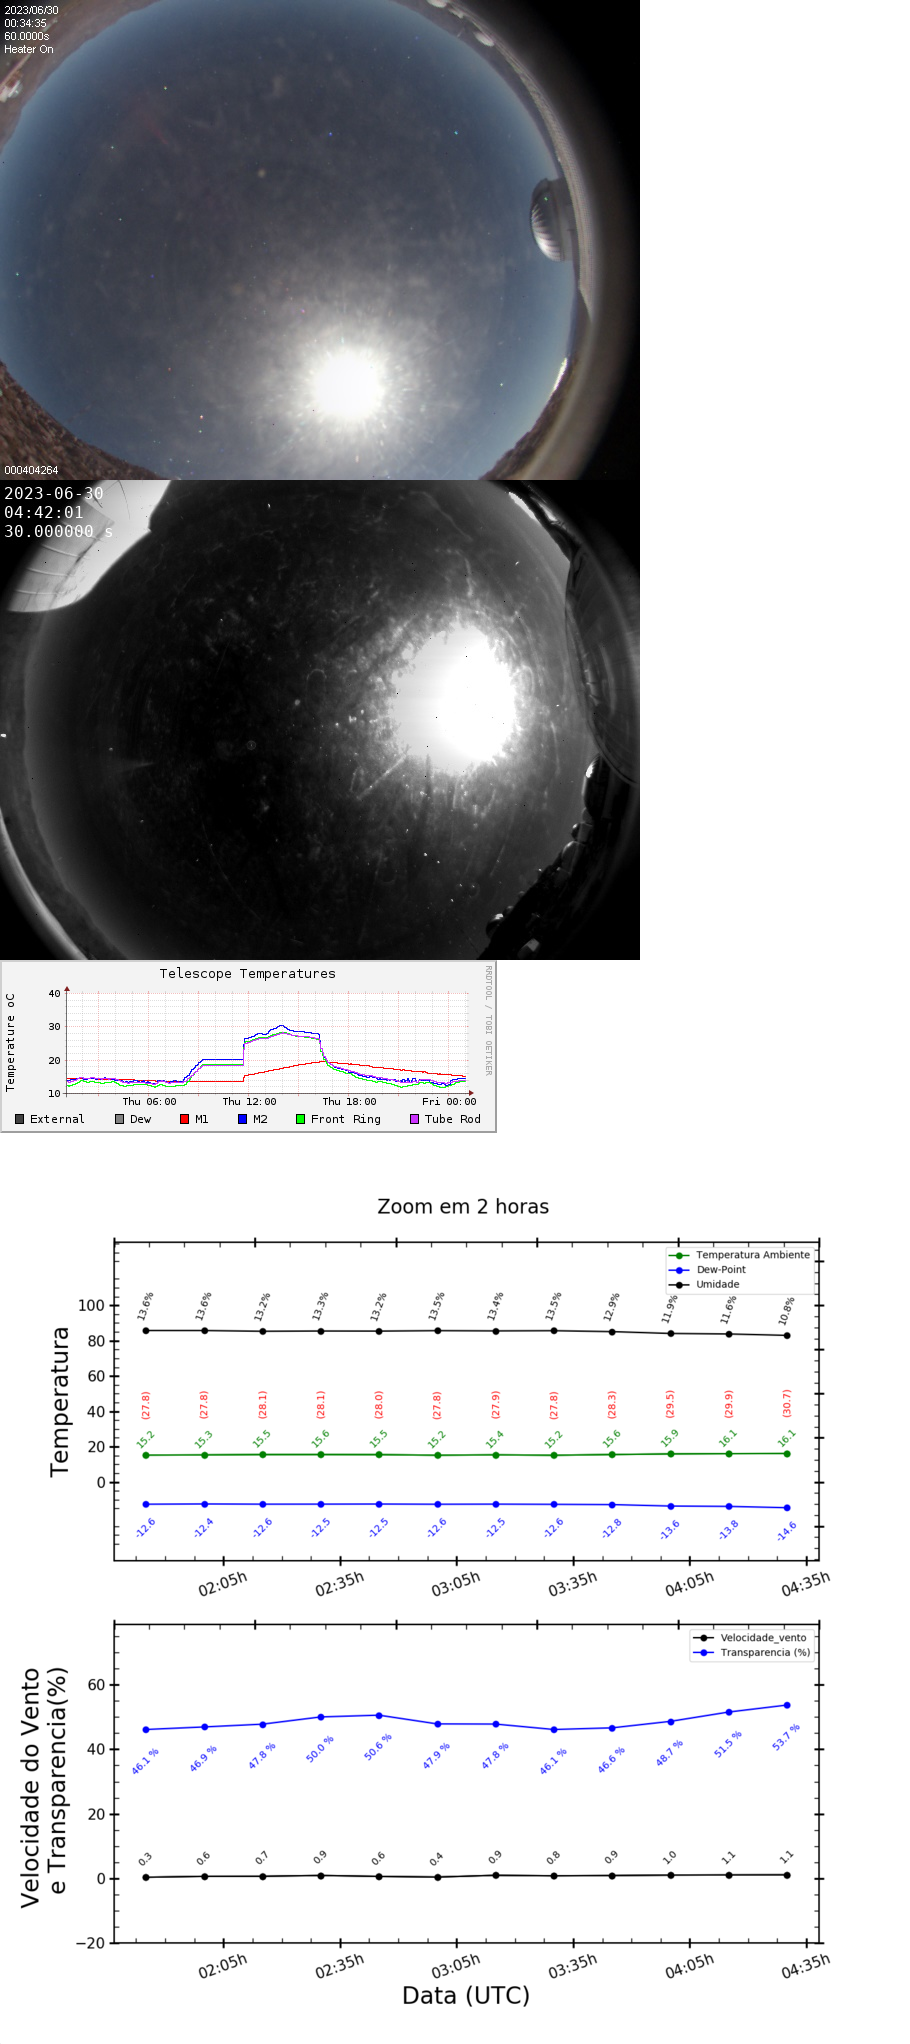 2023/06/30
00:34:35
60.0000s
Heater On
000404264
2023-06-30
04:42:01
30.000000 s
Telescope Temperatures
RRDTOOL / TOBI OETIKER
Temperature oC
40
30
20
10
Thu 06:00 Thu 12:00 Thu 18:00 Fri 00:00
External Dew M1 M2 Front Ring Tube Rod
Zoom em 2 horas
Temperatura Ambiente
Dew-Point
Umidade
Temperatura
100
80
60
40
20
0
13.6% 13.6% 13.2% 13.3% 13.2% 13.5% 13.4% 13.5% 12.9% 11.9% 11.6% 10.8%
(27.8) (27.8) (28.1) (28.1) (28.0) (27.8) (27.9) (27.8) (28.3) (29.5) (29.9) (30.7)
15.2 15.3 15.5 15.6 15.5 15.2 15.4 15.2 15.6 15.9 16.1 16.1
-12.6 -12.4 -12.6 -12.5 -12.5 -12.6 -12.5 -12.6 -12.8 -13.6 -13.8 -14.6
02:05h 02:35h 03:05h 03:35h 04:05h 04:35h
Velocidade_vento
Transparencia (%)
Velocidade do Vento
e Transparencia(%)
60
40
20
0
−20
46.1 % 46.9 % 47.8 % 50.0 % 50.6 % 47.9 % 47.8 % 46.1 % 46.6 % 48.7 % 51.5 % 53.7 %
0.3 0.6 0.7 0.9 0.6 0.4 0.9 0.8 0.9 1.0 1.1 1.1
02:05h 02:35h 03:05h 03:35h 04:05h 04:35h
Data (UTC)